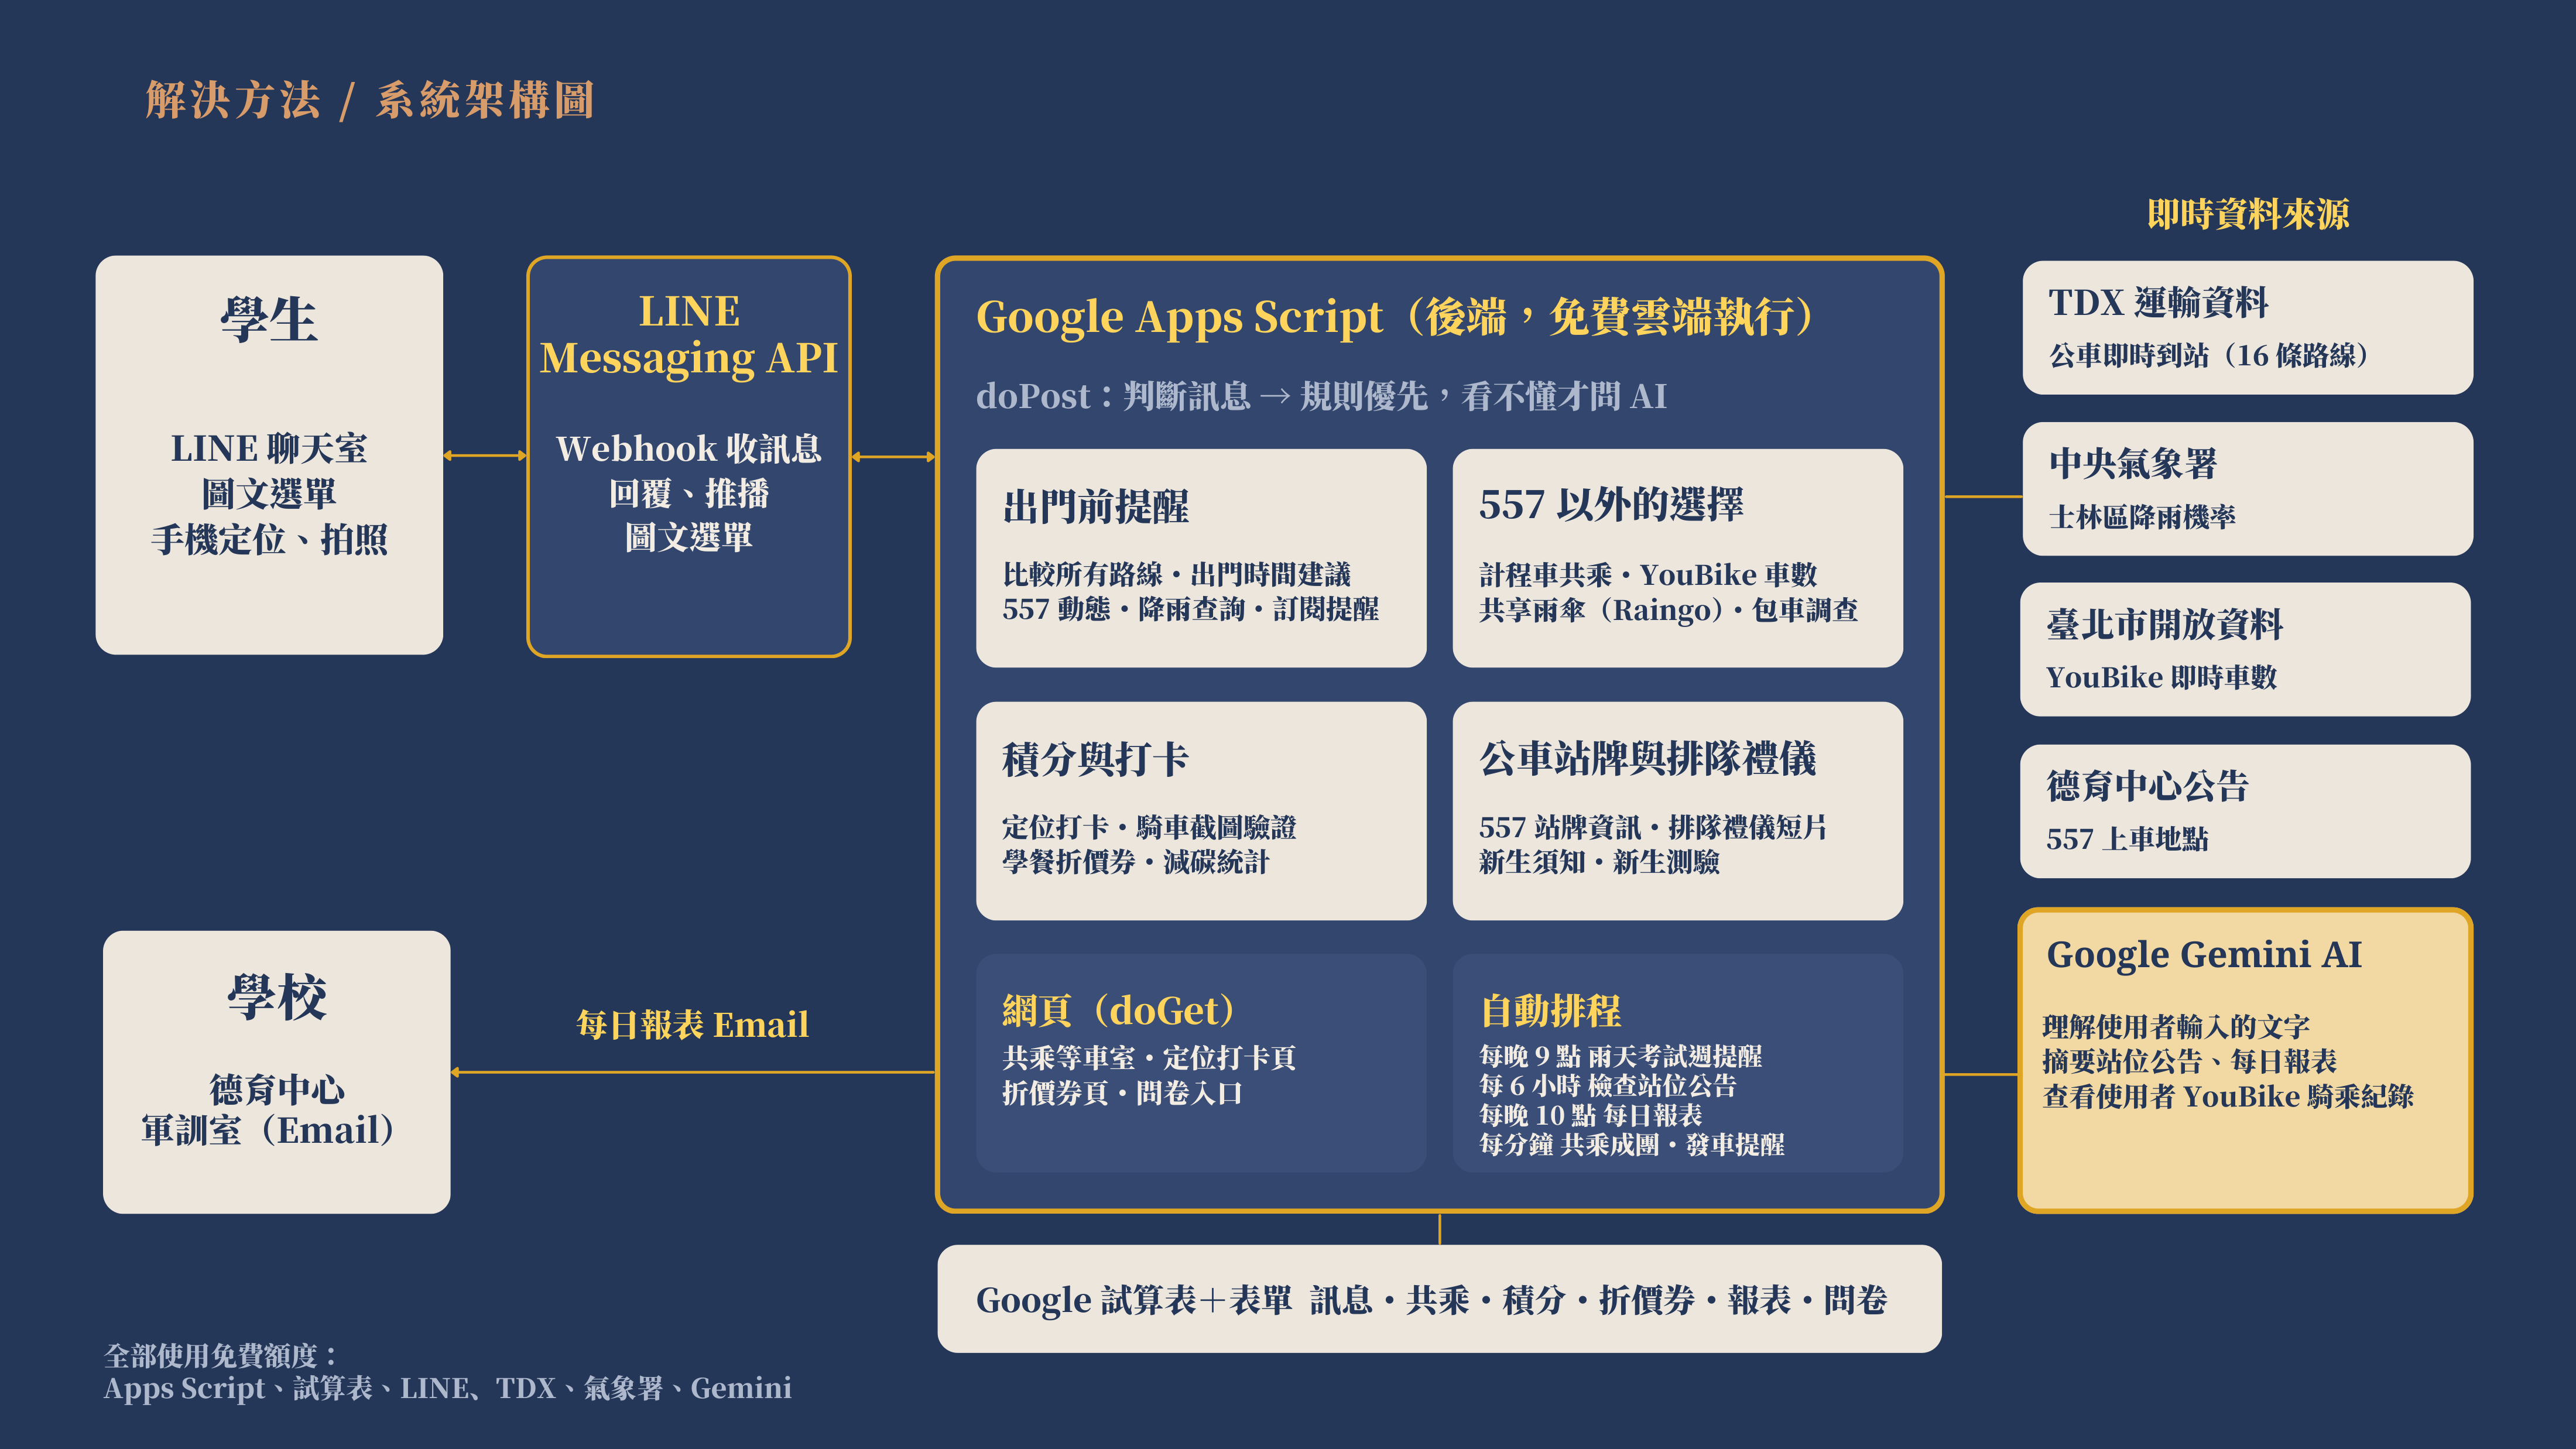 解決方法 / 系統架構圖
學生
LINE 聊天室
圖文選單
手機定位、拍照
LINE
Messaging API
Webhook 收訊息
回覆、推播
圖文選單
Google Apps Script（後端，免費雲端執行）
doPost：判斷訊息 → 規則優先，看不懂才問 AI
出門前提醒
比較所有路線・出門時間建議
557 動態・降雨查詢・訂閱提醒
557 以外的選擇
計程車共乘・YouBike 車數
共享雨傘（Raingo）・包車調查
積分與打卡
定位打卡・騎車截圖驗證
學餐折價券・減碳統計
公車站牌與排隊禮儀
557 站牌資訊・排隊禮儀短片
新生須知・新生測驗
網頁（doGet）
共乘等車室・定位打卡頁
折價券頁・問卷入口
自動排程
每晚 9 點 雨天考試週提醒
每 6 小時 檢查站位公告
每晚 10 點 每日報表
每分鐘 共乘成團・發車提醒
即時資料來源
TDX 運輸資料
公車即時到站（16 條路線）
中央氣象署
士林區降雨機率
臺北市開放資料
YouBike 即時車數
德育中心公告
557 上車地點
Google Gemini AI
理解使用者輸入的文字
摘要站位公告、每日報表
查看使用者 YouBike 騎乘紀錄
學校
德育中心
軍訓室（Email）
每日報表 Email
Google 試算表＋表單 訊息・共乘・積分・折價券・報表・問卷
全部使用免費額度：
Apps Script、試算表、LINE、TDX、氣象署、Gemini